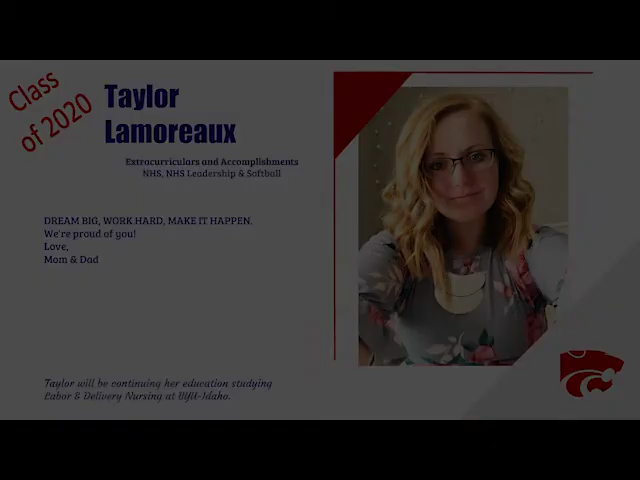 Class
of 2020
Taylor
Lamoreaux
Extracurriculars and Accomplishments
NHS, NHS Leadership & Softball
DREAM BIG, WORK HARD, MAKE IT HAPPEN.
We're proud of you!
Love,
Mom & Dad
Taylor will be continuing her education studying
Labor & Delivery Nursing at BYU-Idaho.